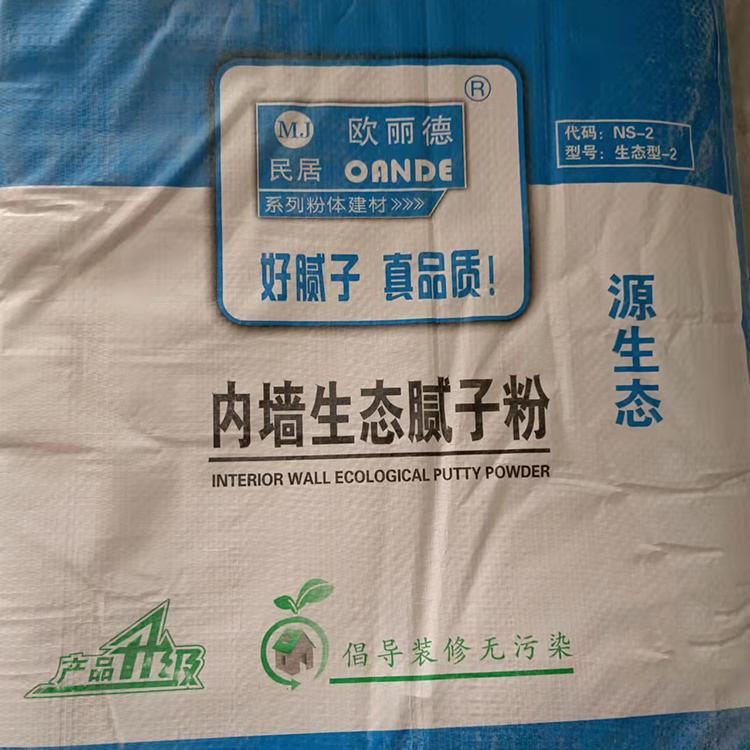 ®
MJ 欧丽德
民居 OANDE
系列粉体建材>>>
好腻子 真品质!
代码: NS-2
型号: 生态型-2
源生态
内墙生态腻子粉
INTERIOR WALL ECOLOGICAL PUTTY POWDER
产品升级
倡导装修无污染